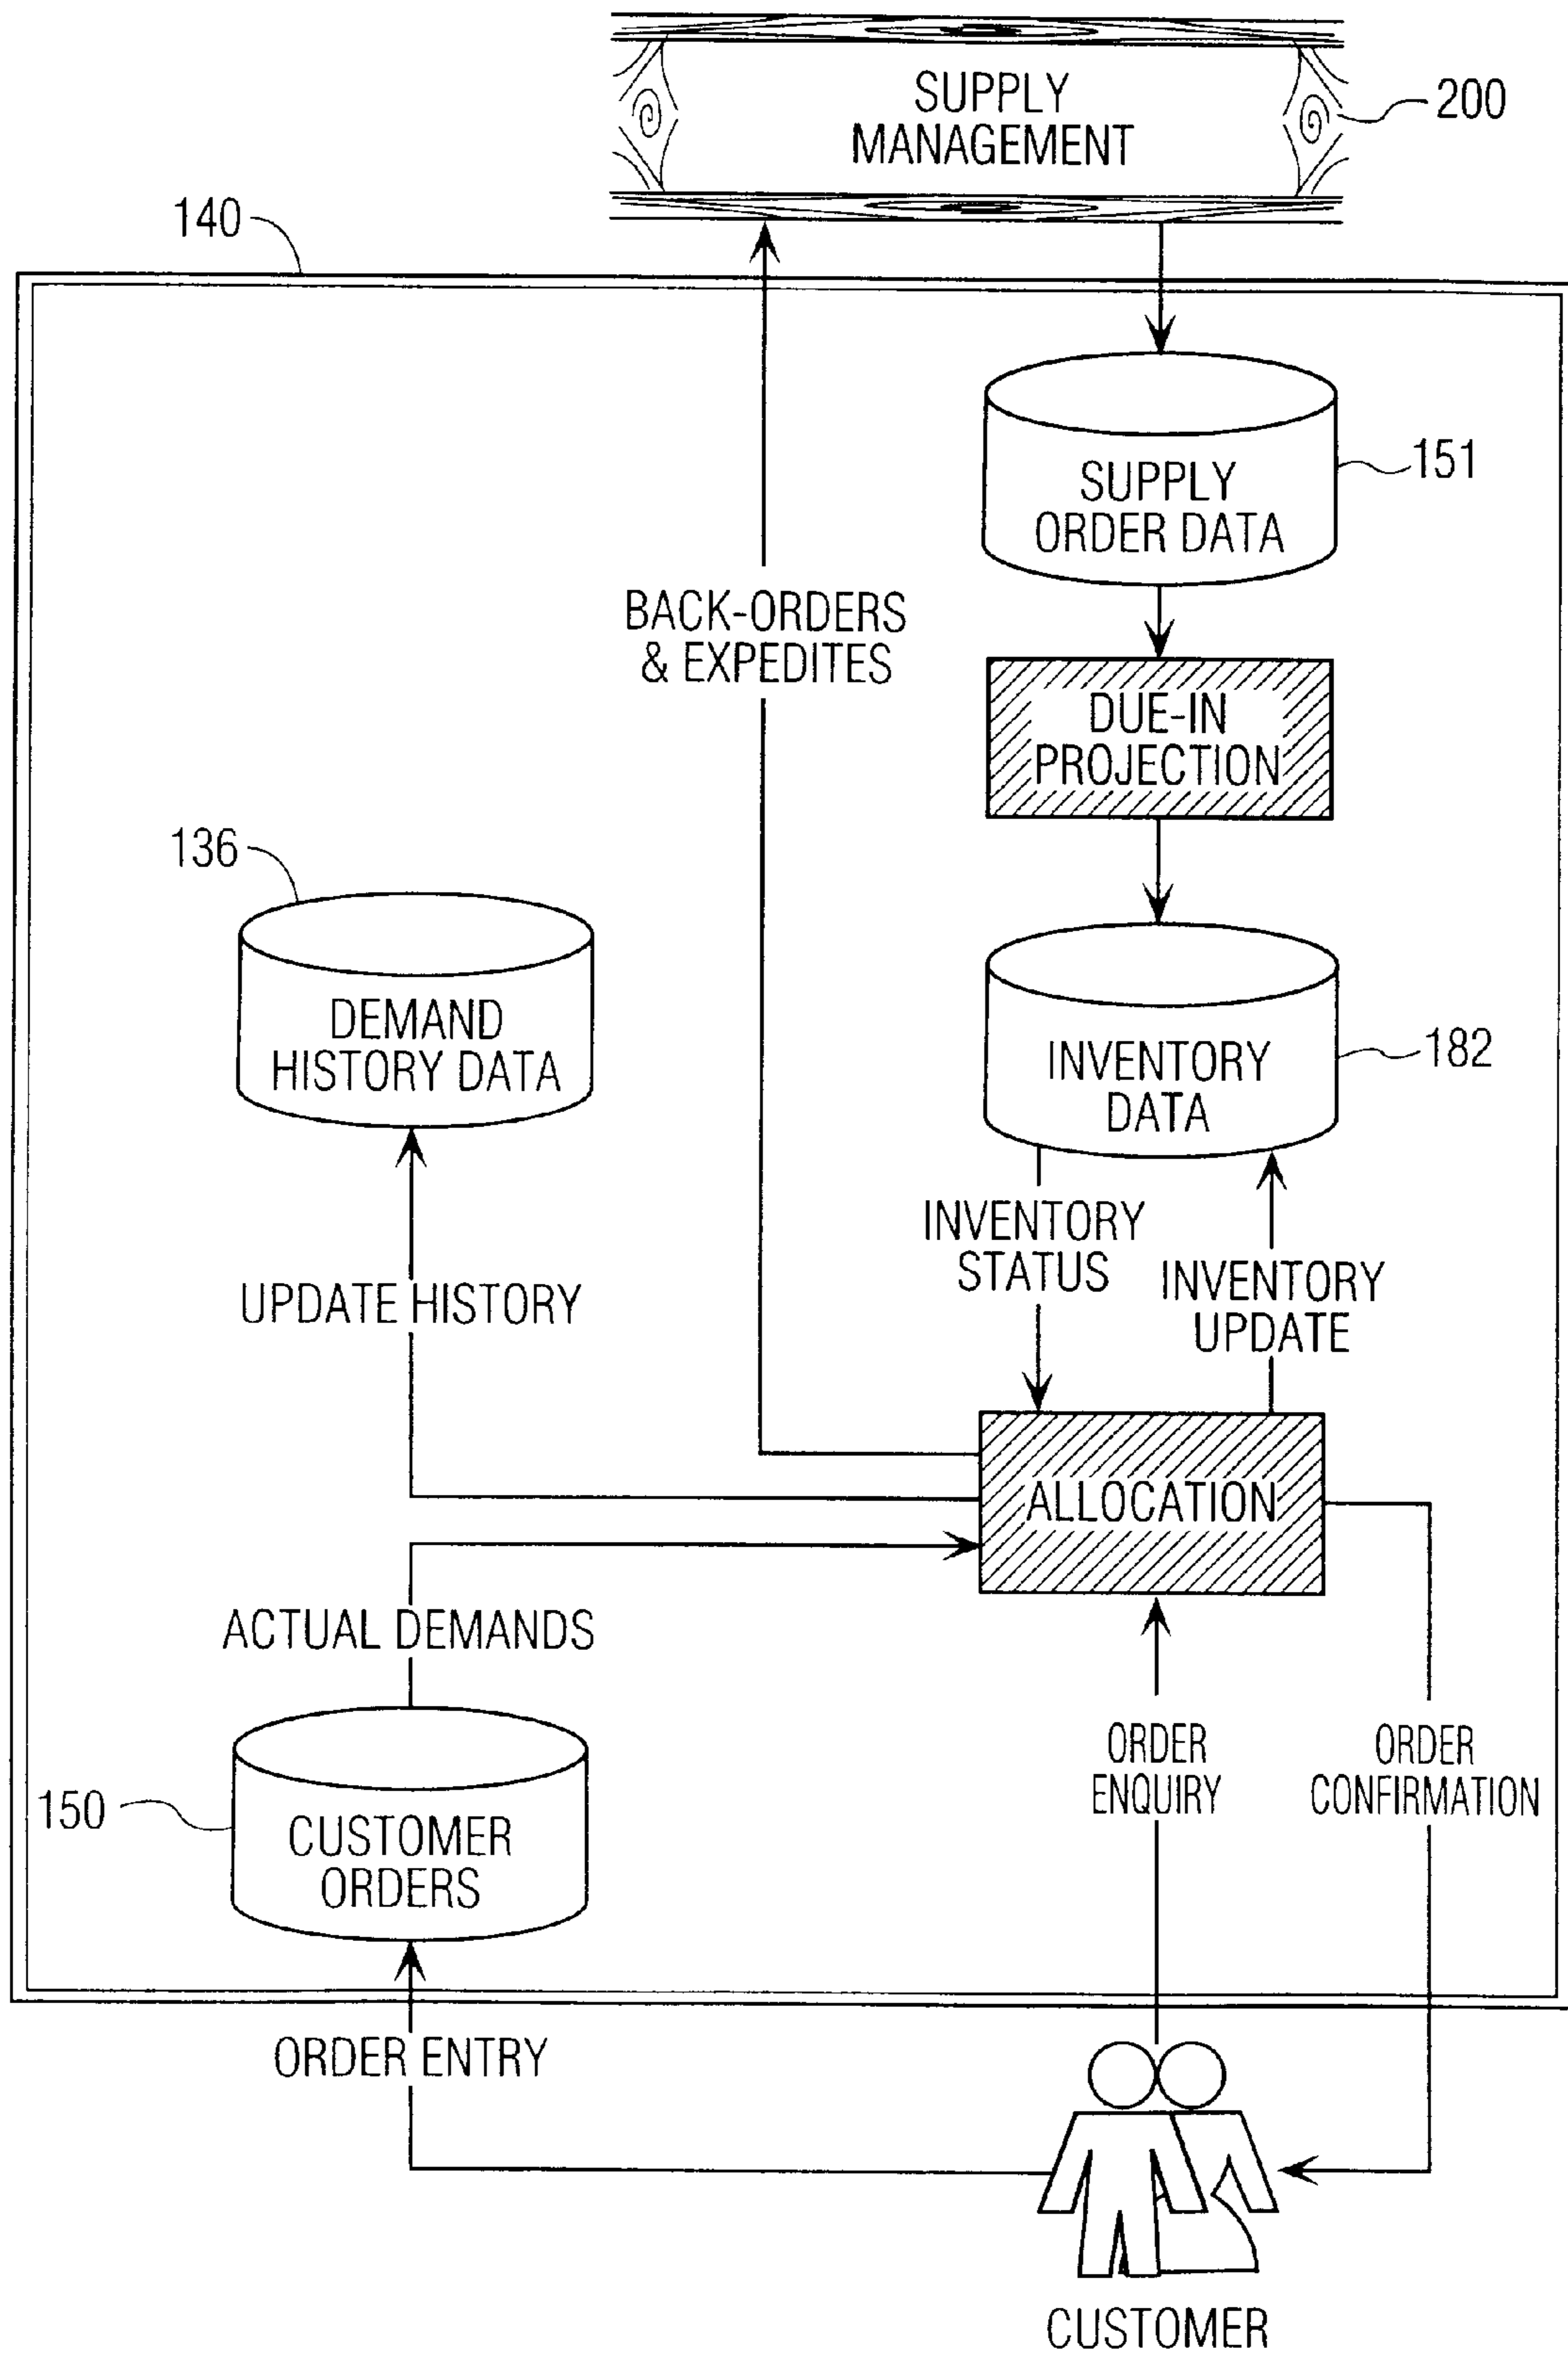 SUPPLY
MANAGEMENT
200
140
SUPPLY
ORDER DATA
151
BACK-ORDERS
& EXPEDITES
DUE-IN
PROJECTION
136
DEMAND
HISTORY DATA
INVENTORY
DATA
182
INVENTORY
STATUS
INVENTORY
UPDATE
UPDATE HISTORY
ALLOCATION
ACTUAL DEMANDS
ORDER
ENQUIRY
ORDER
CONFIRMATION
150
CUSTOMER
ORDERS
ORDER ENTRY
CUSTOMER